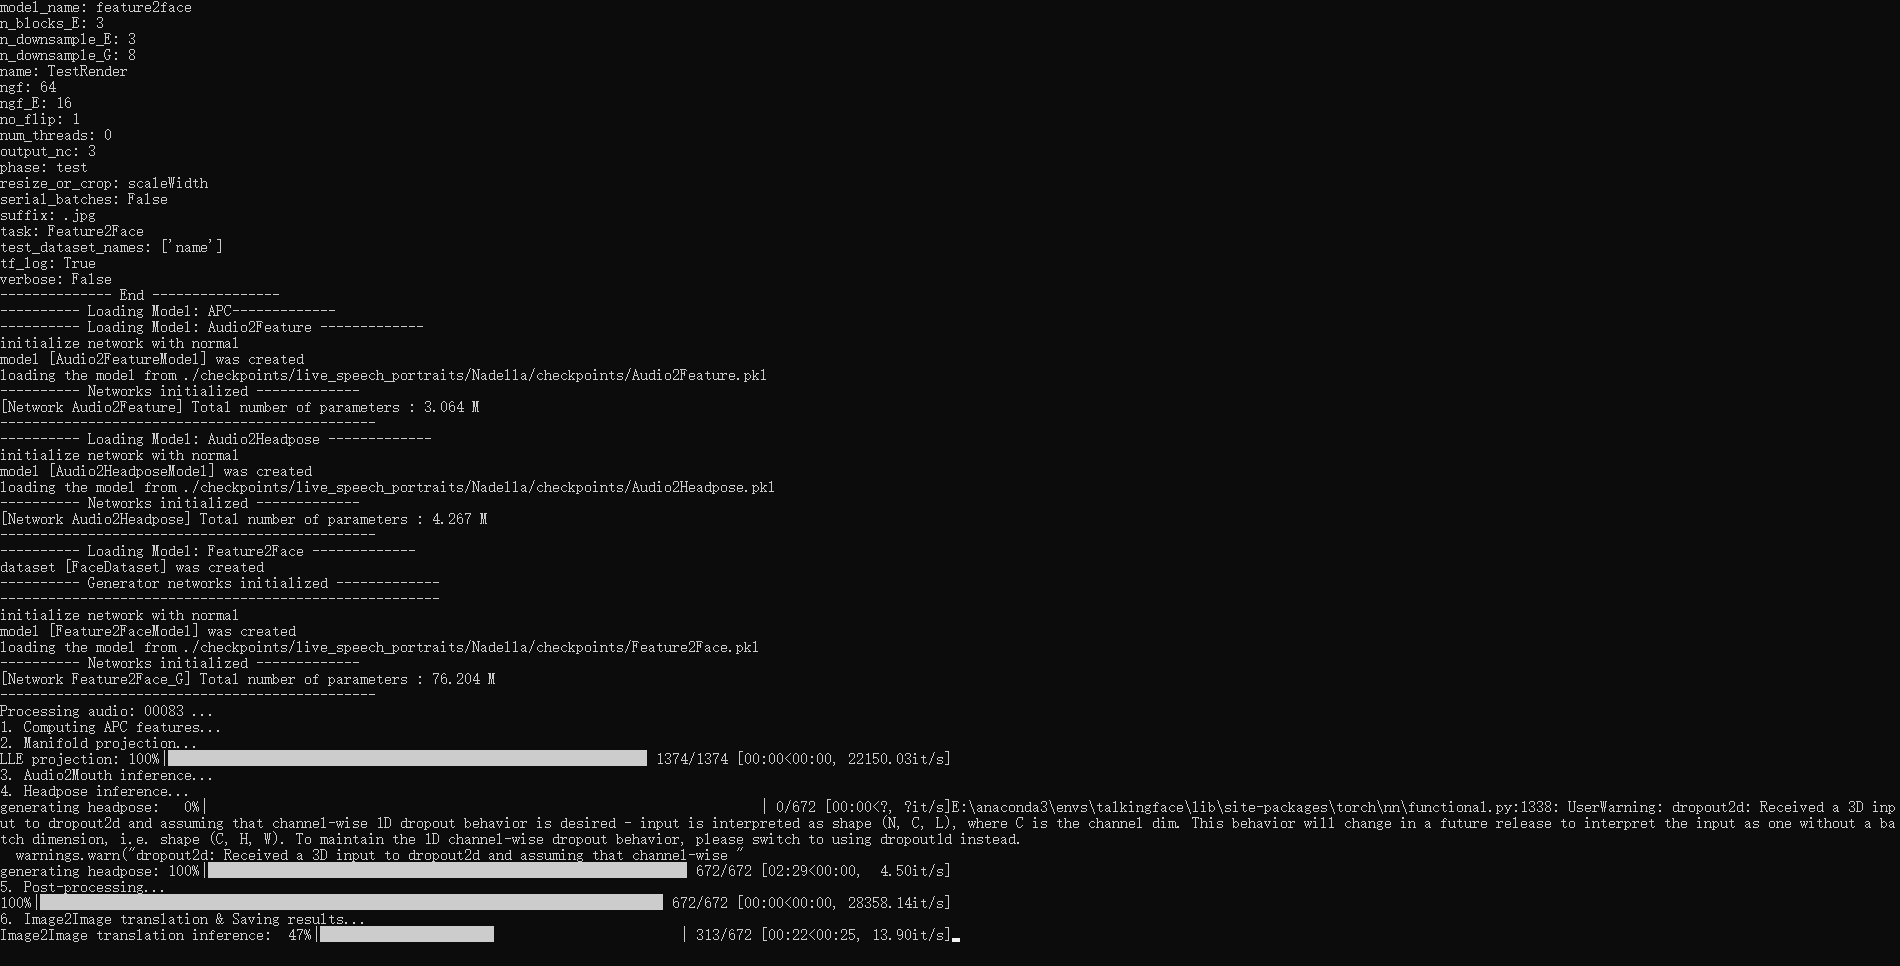 model_name: feature2face
n_blocks_E: 3
n_downsample_E: 3
n_downsample_G: 8
name: TestRender
ngf: 64
ngf_E: 16
no_flip: 1
num_threads: 0
output_nc: 3
phase: test
resize_or_crop: scaleWidth
serial_batches: False
suffix: .jpg
task: Feature2Face
test_dataset_names: ['name']
tf_log: True
verbose: False
-------------- End ----------------
---------- Loading Model: APC-------------
---------- Loading Model: Audio2Feature -------------
initialize network with normal
model [Audio2FeatureModel] was created
loading the model from ./checkpoints/live_speech_portraits/Nadella/checkpoints/Audio2Feature.pkl
---------- Networks initialized -------------
[Network Audio2Feature] Total number of parameters : 3.064 M
-----------------------------------------------
---------- Loading Model: Audio2Headpose -------------
initialize network with normal
model [Audio2HeadposeModel] was created
loading the model from ./checkpoints/live_speech_portraits/Nadella/checkpoints/Audio2Headpose.pkl
---------- Networks initialized -------------
[Network Audio2Headpose] Total number of parameters : 4.267 M
-----------------------------------------------
---------- Loading Model: Feature2Face -------------
dataset [FaceDataset] was created
---------- Generator networks initialized -------------
-------------------------------------------------------
initialize network with normal
model [Feature2FaceModel] was created
loading the model from ./checkpoints/live_speech_portraits/Nadella/checkpoints/Feature2Face.pkl
---------- Networks initialized -------------
[Network Feature2Face_G] Total number of parameters : 76.204 M
-----------------------------------------------
Processing audio: 00083 ...
1. Computing APC features...
2. Manifold projection...
LLE projection: 100%| 1374/1374 [00:00<00:00, 22150.03it/s]
3. Audio2Mouth inference...
4. Headpose inference...
generating headpose:   0%| | 0/672 [00:00<?, ?it/s]E:\anaconda3\envs\talkingface\lib\site-packages\torch\nn\functional.py:1338: UserWarning: dropout2d: Received a 3D inp
ut to dropout2d and assuming that channel-wise 1D dropout behavior is desired - input is interpreted as shape (N, C, L), where C is the channel dim. This behavior will change in a future release to interpret the input as one without a ba
tch dimension, i.e. shape (C, H, W). To maintain the 1D channel-wise dropout behavior, please switch to using dropout1d instead.
  warnings.warn("dropout2d: Received a 3D input to dropout2d and assuming that channel-wise "
generating headpose: 100%| 672/672 [02:29<00:00,  4.50it/s]
5. Post-processing...
100%| 672/672 [00:00<00:00, 28358.14it/s]
6. Image2Image translation & Saving results...
Image2Image translation inference:  47%| | 313/672 [00:22<00:25, 13.90it/s]